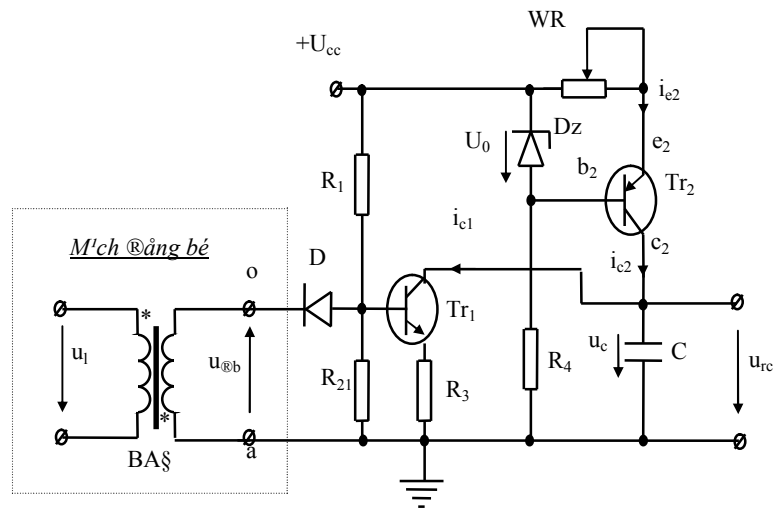 WR
+U_cc
i_e2
Dz
U_0
e_2
b_2
Tr_2
R_1
i_c1
M¹ch ®ång bé
c_2
o
D
i_c2
*
Tr_1
u_l
u_®b
R_4
u_c
C
u_rc
R_21
R_3
*
a
BA§